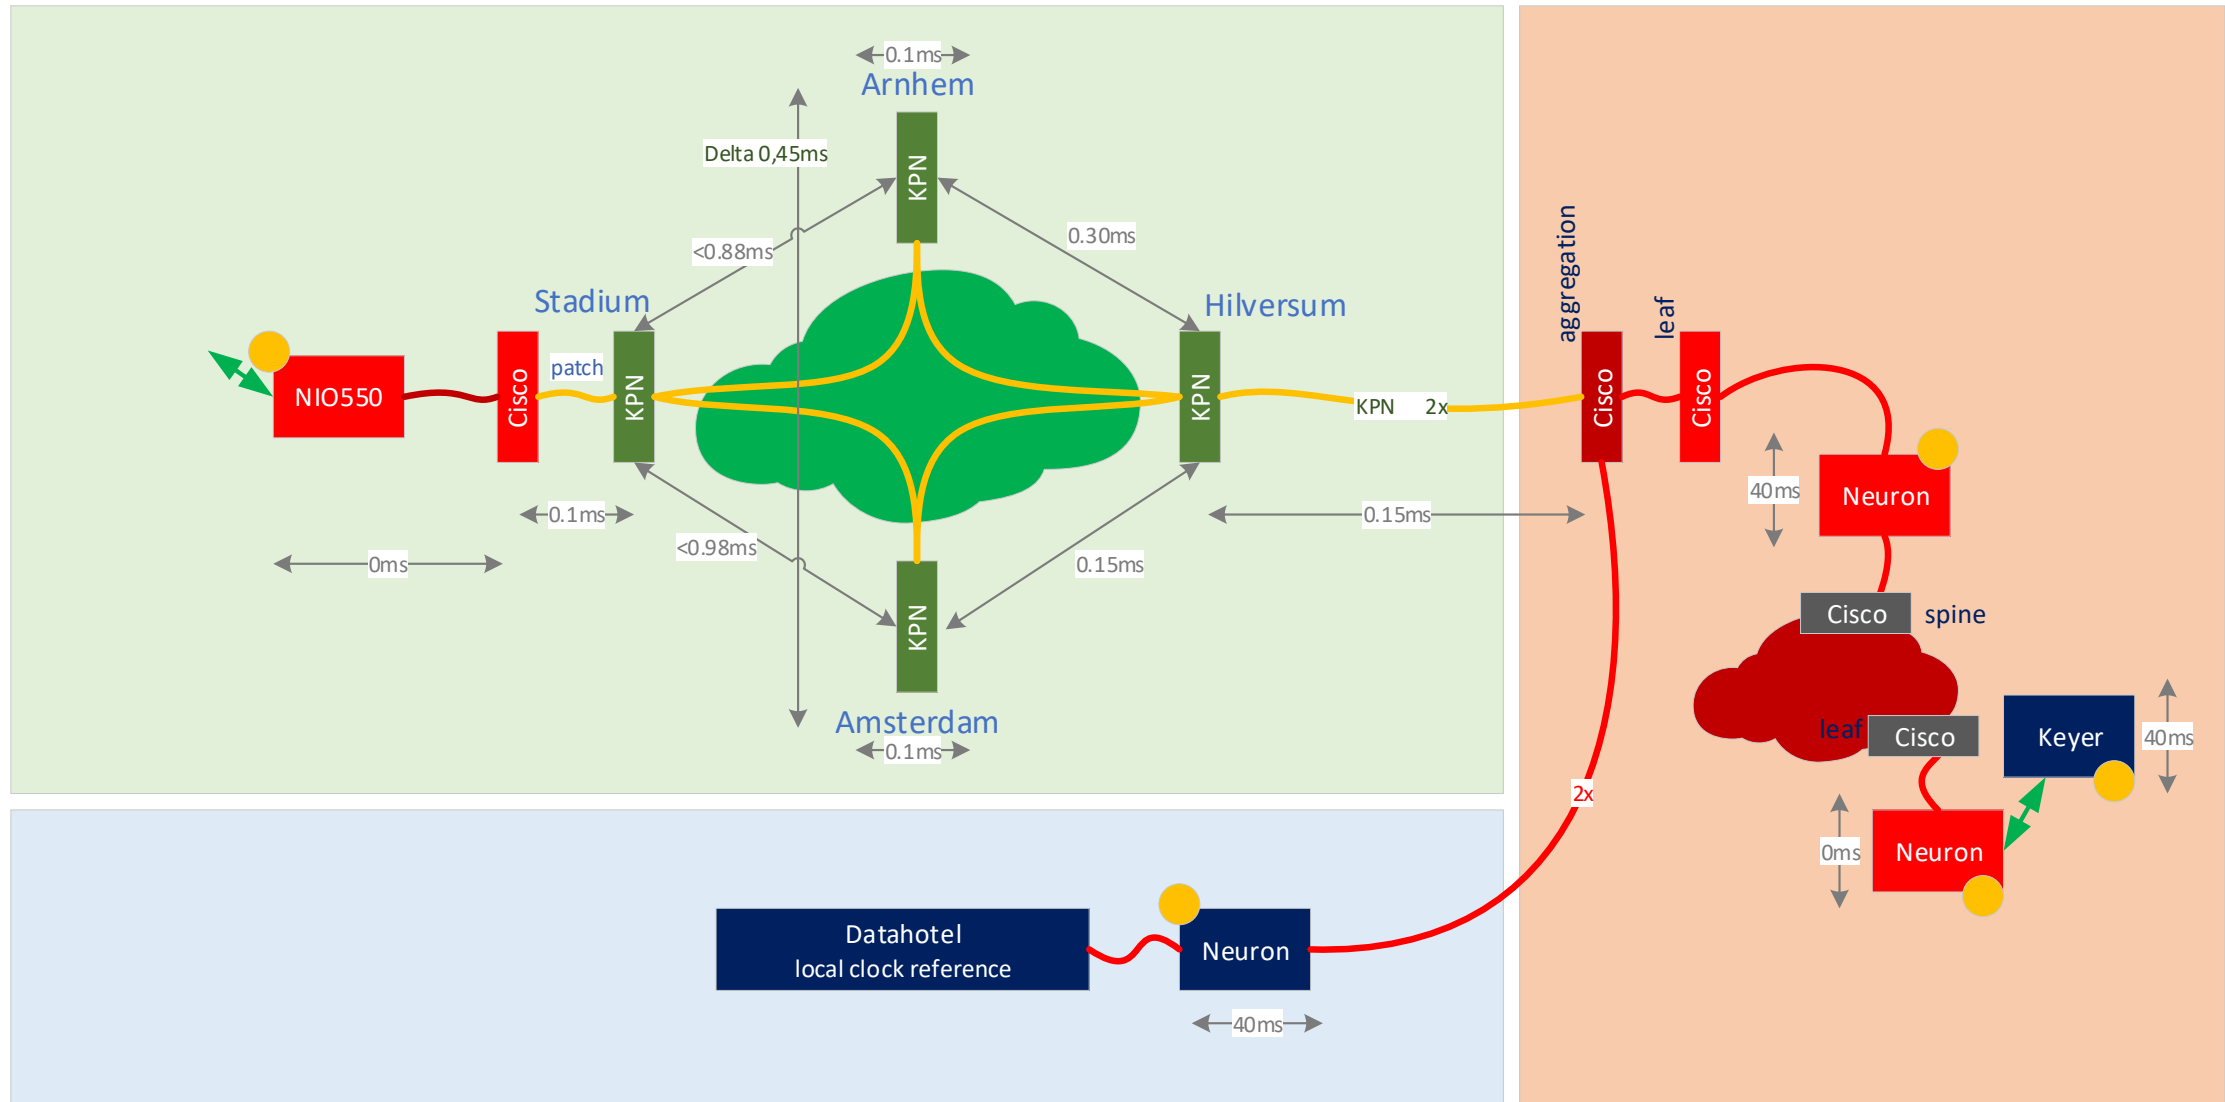 0.1ms
Arnhem
KPN
Delta 0,45ms
<0.88ms
0.30ms
Stadium
Hilversum
NIO550
Cisco
patch
KPN
KPN
KPN 2x
0.1ms
0ms
<0.98ms
0.15ms
0.15ms
KPN
Amsterdam
0.1ms
aggregation
leaf
Cisco
Cisco
40ms
Neuron
Cisco
spine
leaf
Cisco
Keyer
40ms
0ms
Neuron
2x
Datahotel
local clock reference
Neuron
40ms